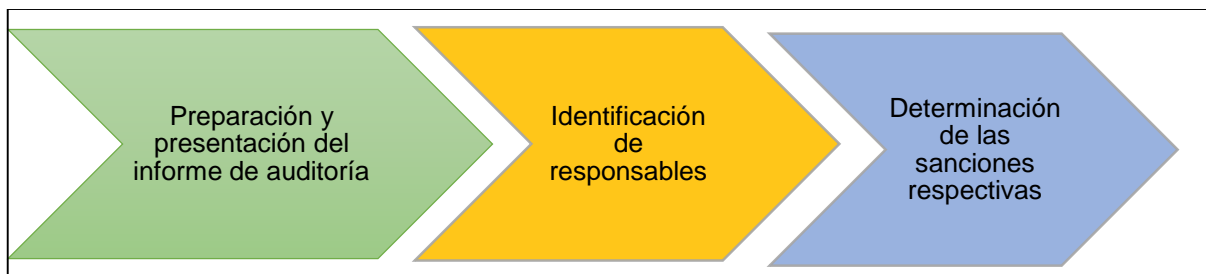 Preparación y
presentación del
informe de auditoría
Identificación
de
responsables
Determinación
de las
sanciones
respectivas